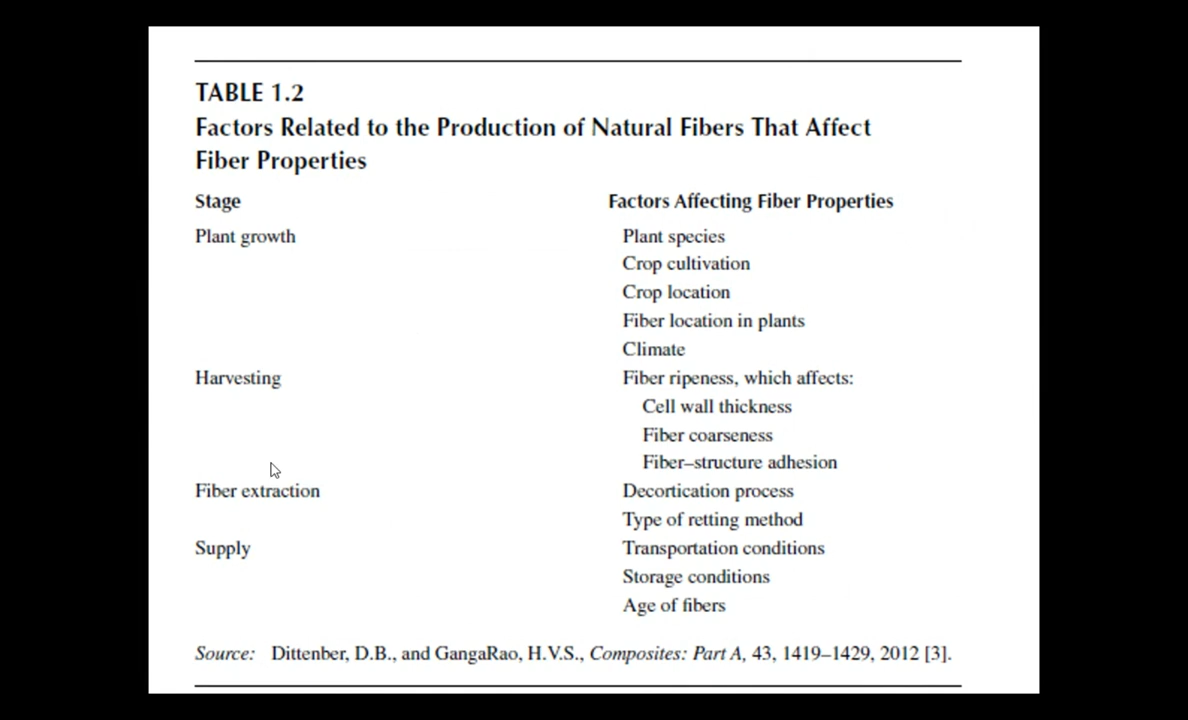 TABLE 1.2
Factors Related to the Production of Natural Fibers That Affect
Fiber Properties
Stage Factors Affecting Fiber Properties
Plant growth Plant species
Crop cultivation
Crop location
Fiber location in plants
Climate
Harvesting Fiber ripeness, which affects:
Cell wall thickness
Fiber coarseness
Fiber–structure adhesion
Fiber extraction Decortication process
Type of retting method
Supply Transportation conditions
Storage conditions
Age of fibers
Source: Dittenber, D.B., and GangaRao, H.V.S., Composites: Part A, 43, 1419–1429, 2012 [3].